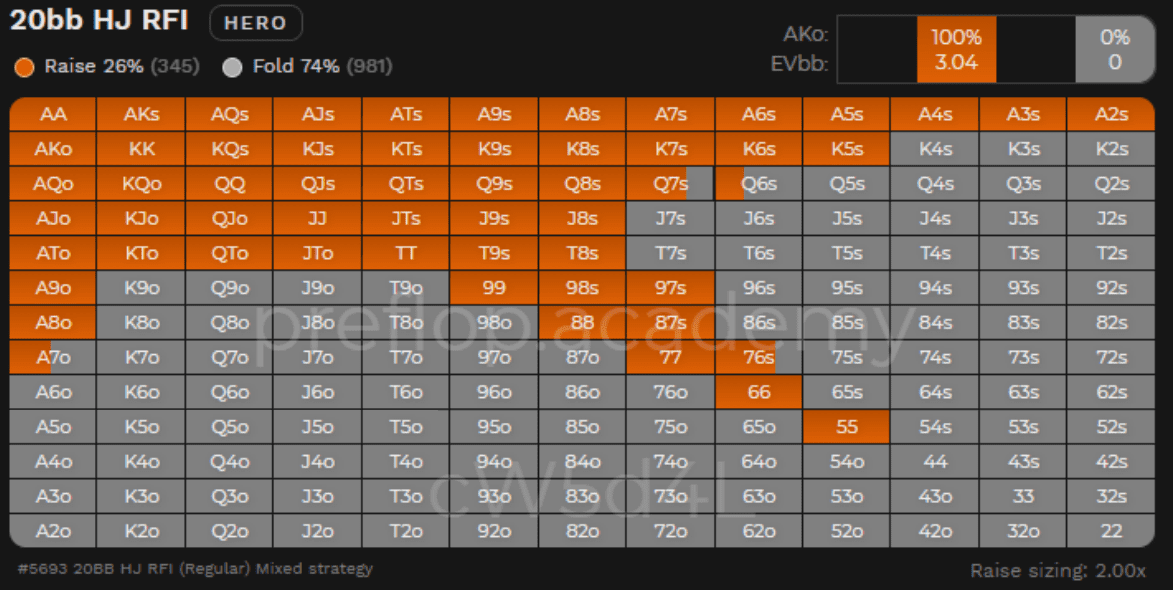 20bb HJ RFI HERO
AKo: 100% 0%
Raise 26% (345) Fold 74% (981)
EVbb: 3.04 0
AA AKs AQs AJs ATs A9s A8s A7s A6s A5s A4s A3s A2s
AKo KK KQs KJs KTs K9s K8s K7s K6s K5s K4s K3s K2s
AQo KQo QQ QJs QTs Q9s Q8s Q7s Q6s Q5s Q4s Q3s Q2s
AJo KJo QJo JJ JTs J9s J8s J7s J6s J5s J4s J3s J2s
ATo KTo QTo JTo TT T9s T8s T7s T6s T5s T4s T3s T2s
A9o K9o Q9o J9o T9o 99 98s 97s 96s 95s 94s 93s 92s
A8o K8o Q8o J8o T8o 98o 88 87s 86s 85s 84s 83s 82s
preflop.academy
A7o K7o Q7o J7o T7o 97o 87o 77 76s 75s 74s 73s 72s
A6o K6o Q6o J6o T6o 96o 86o 76o 66 65s 64s 63s 62s
A5o K5o Q5o J5o T5o 95o 85o 75o 65o 55 54s 53s 52s
A4o K4o Q4o J4o T4o 94o 84o 74o 64o 54o 44 43s 42s
cW5d4L
A3o K3o Q3o J3o T3o 93o 83o 73o 63o 53o 43o 33 32s
A2o K2o Q2o J2o T2o 92o 82o 72o 62o 52o 42o 32o 22
#5693 20BB HJ RFI (Regular) Mixed strategy
Raise sizing: 2.00x